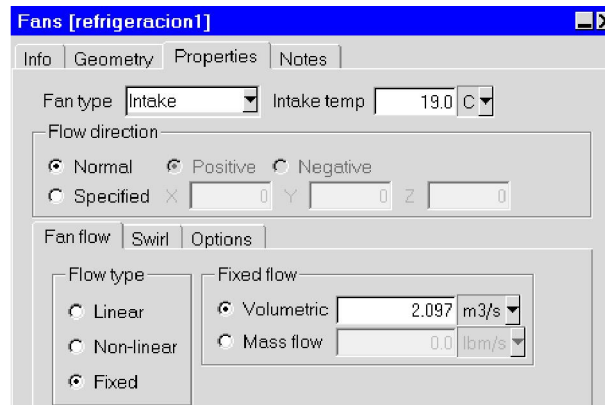 Fans [refrigeracion1]
Info Geometry Properties Notes
Fan type Intake Intake temp 19.0 C
Flow direction
Normal Positive Negative
Specified X 0 Y 0 Z 0
Fan flow Swirl Options
Flow type Fixed flow
Linear Volumetric 2.097 m3/s
Non-linear Mass flow 0.0 lbm/s
Fixed